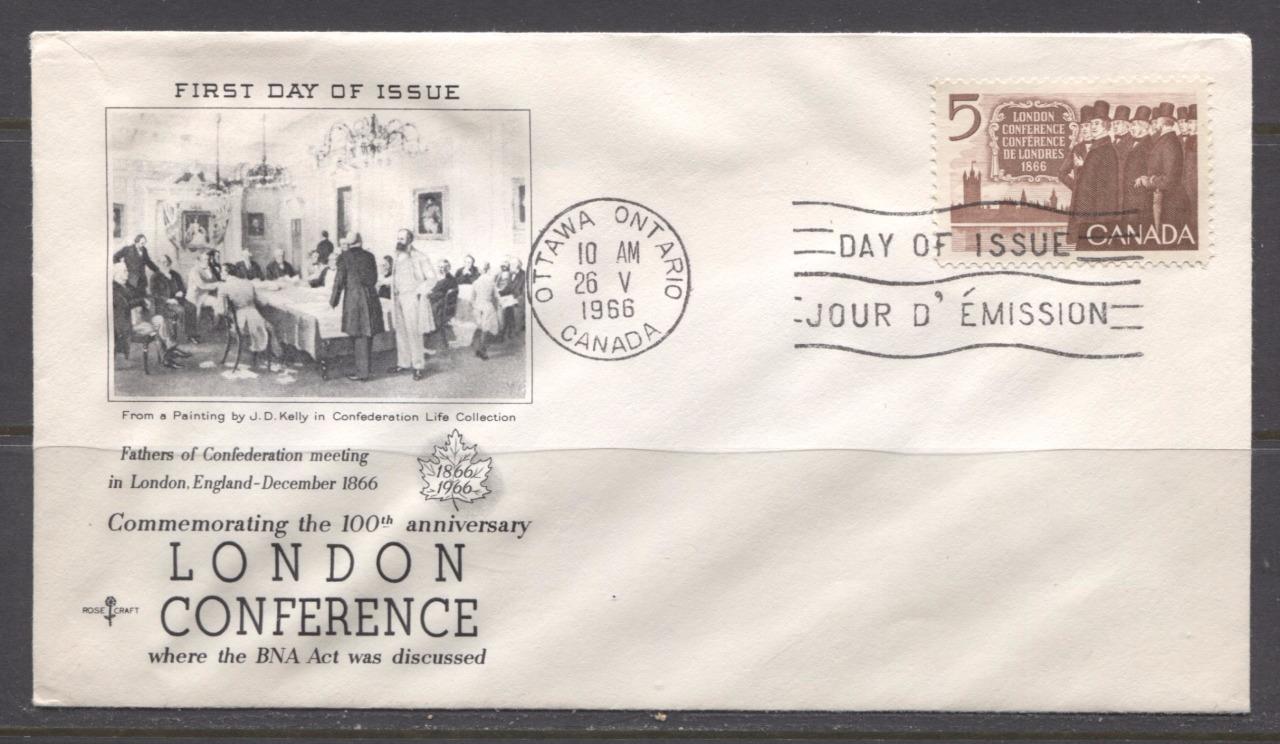 FIRST DAY OF ISSUE
5
LONDON
CONFERENCE
CONFÉRENCE
DE LONDRES
1866
CANADA
OTTAWA ONTARIO
10 AM
26 V
1966
CANADA
DAY OF ISSUE
JOUR D' ÉMISSION
From a Painting by J.D. Kelly in Confederation Life Collection
Fathers of Confederation meeting
in London, England-December 1866
1866
1966
Commemorating the 100th anniversary
LONDON
ROSE CRAFT
CONFERENCE
where the BNA Act was discussed